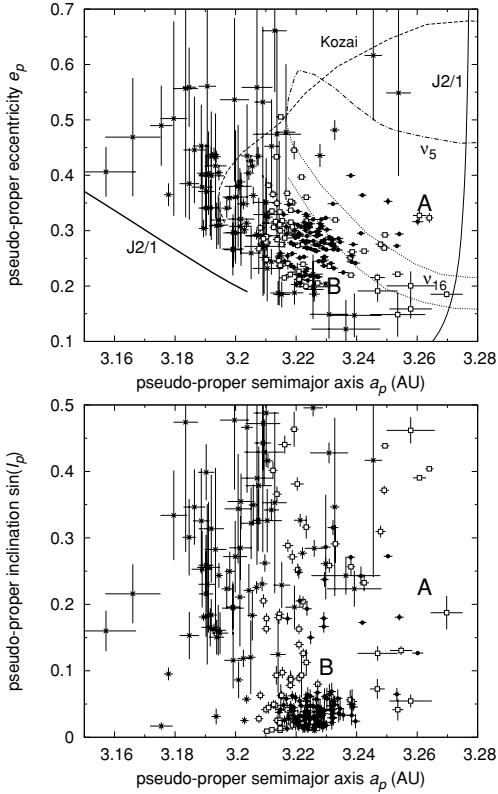 0.7
0.6
0.5
0.4
0.3
0.2
0.1
pseudo-proper eccentricity eₚ
Kozai
J2/1
ν₅
A
J2/1
B
ν₁₆
3.16 3.18 3.2 3.22 3.24 3.26 3.28
pseudo-proper semimajor axis aₚ (AU)
0.5
0.4
0.3
0.2
0.1
0
pseudo-proper inclination sin(Iₚ)
A
B
3.16 3.18 3.2 3.22 3.24 3.26 3.28
pseudo-proper semimajor axis aₚ (AU)